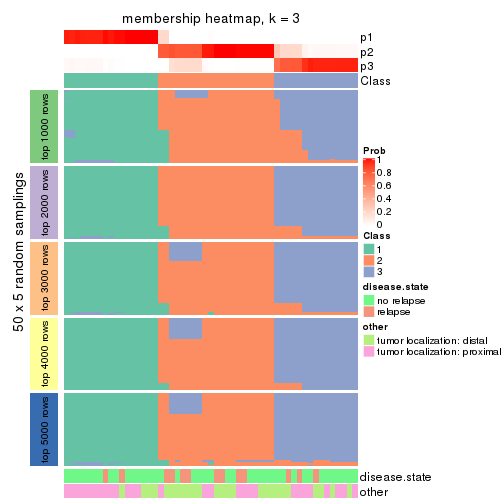 membership heatmap, k = 3
p1
p2
p3
Class
50 x 5 random samplings
top 1000 rows
top 2000 rows
top 3000 rows
top 4000 rows
top 5000 rows
Prob
1
0.8
0.6
0.4
0.2
0
Class
1
2
3
disease.state
no relapse
relapse
other
tumor localization: distal
tumor localization: proximal
disease.state
other